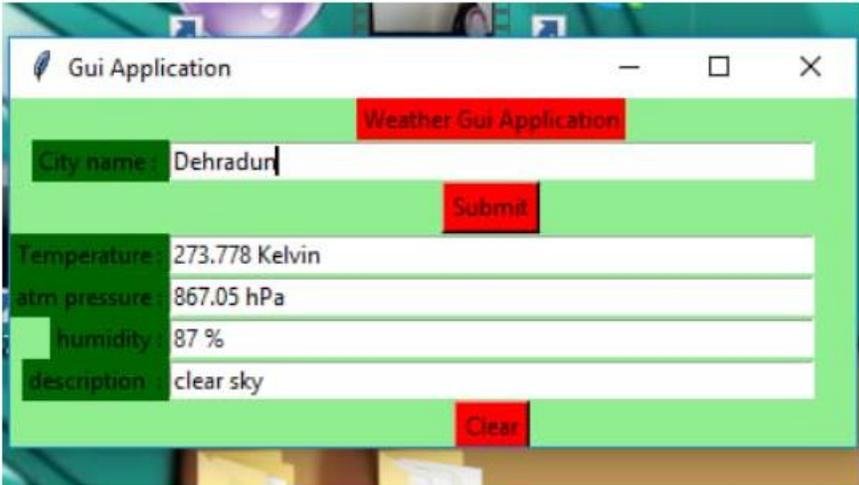 Gui Application
Weather Gui Application
City name : Dehradun
Submit
Temperature : 273.778 Kelvin
atm pressure : 867.05 hPa
humidity : 87 %
description : clear sky
Clear